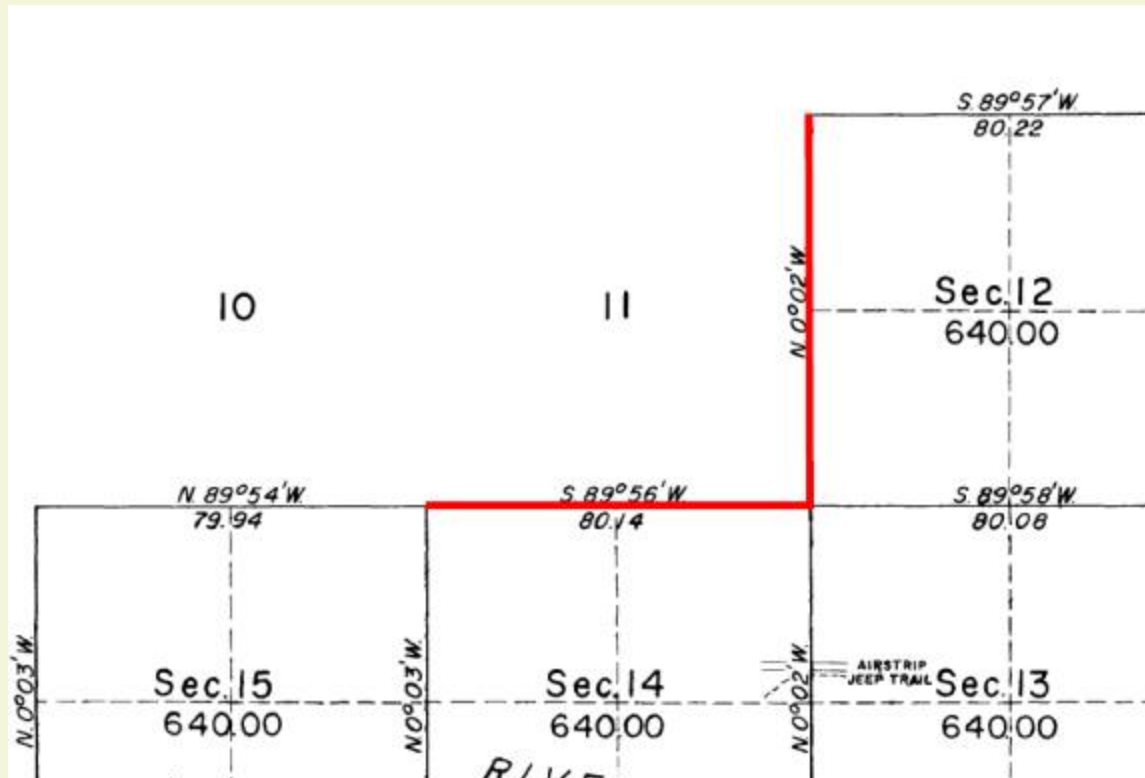 S. 89°57'W.
80.22
N. 0°02'W.
10
11
Sec. 12
640.00
N. 89°54'W.
79.94
S. 89°56'W.
80.14
S. 89°58'W.
80.08
N. 0°03'W.
Sec. 15
640.00
N. 0°03'W.
Sec. 14
640.00
N. 0°02'W.
AIRSTRIP
JEEP TRAIL
Sec. 13
640.00